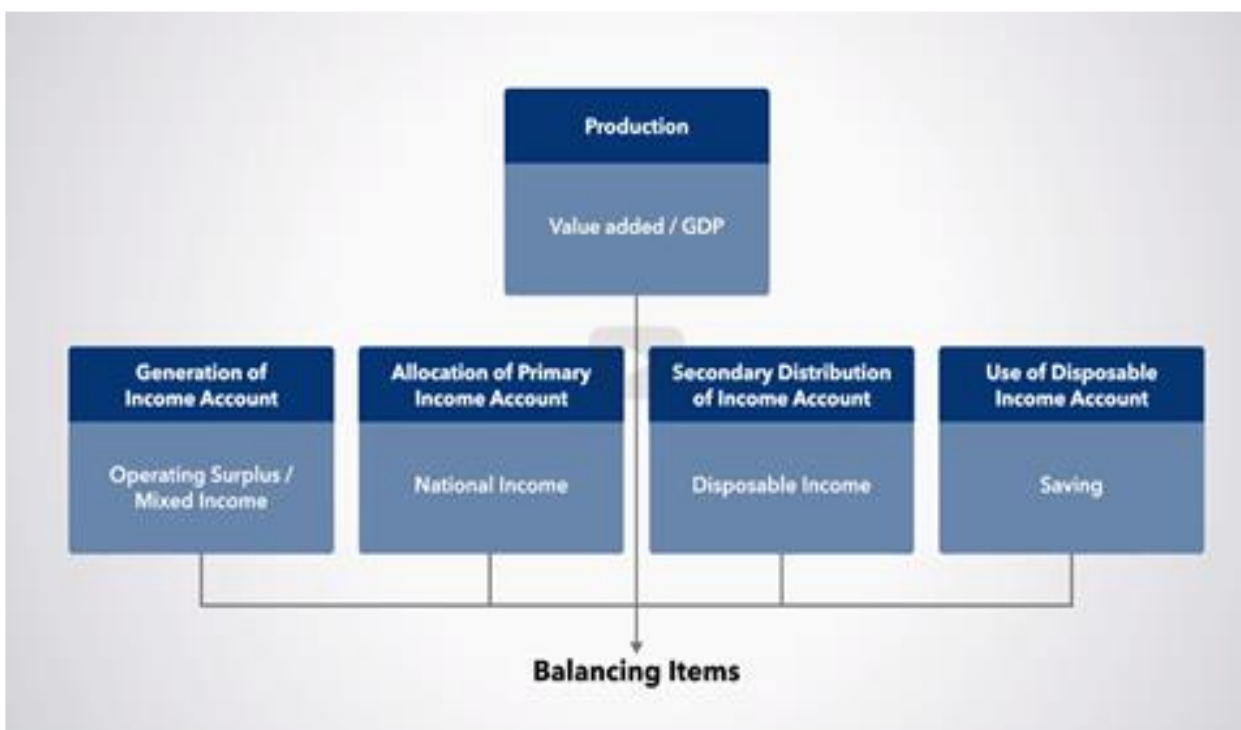 Production
Value added / GDP
Generation of
Income Account
Operating Surplus /
Mixed Income
Allocation of Primary
Income Account
National Income
Secondary Distribution
of Income Account
Disposable Income
Use of Disposable
Income Account
Saving
Balancing Items